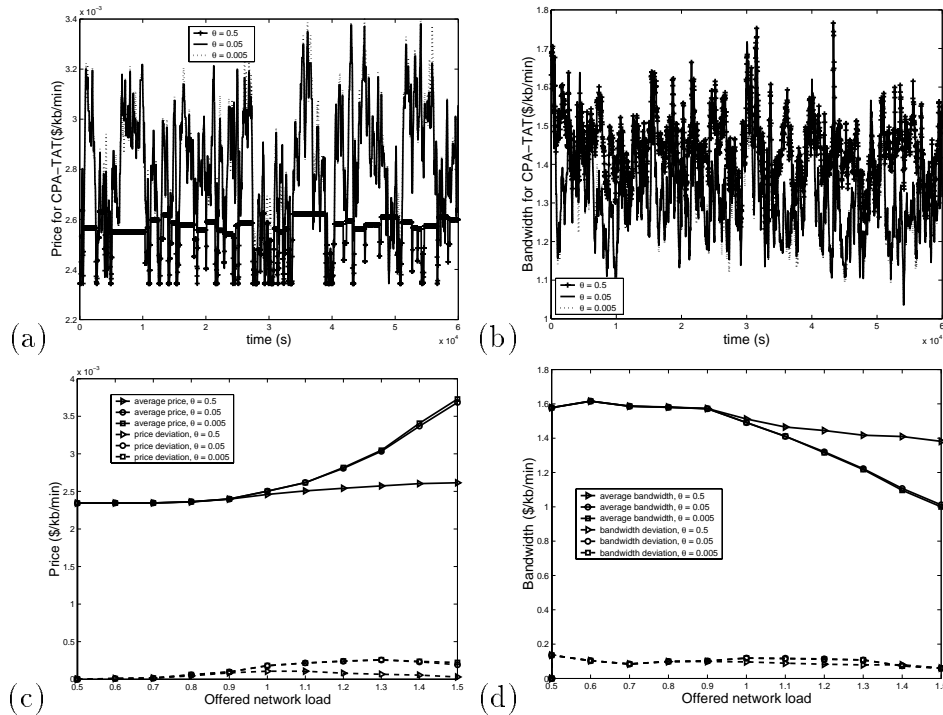 x 10⁻³
3.4
3.2
3
2.8
2.6
2.4
2.2
Price for CPA−TAT($/kb/min)
θ = 0.5
θ = 0.05
θ = 0.005
0 1 2 3 4 5 6
time (s)
x 10⁴
(a)
1.8
1.7
1.6
1.5
1.4
1.3
1.2
1.1
1
Bandwidth for CPA−TAT($/kb/min)
θ = 0.5
θ = 0.05
θ = 0.005
0 1 2 3 4 5 6
time (s)
x 10⁴
(b)
x 10⁻³
4
3.5
3
2.5
2
1.5
1
0.5
0
Price ($/kb/min)
average price, θ = 0.5
average price, θ = 0.05
average price, θ = 0.005
price deviation, θ = 0.5
price deviation, θ = 0.05
price deviation, θ = 0.005
0.5 0.6 0.7 0.8 0.9 1 1.1 1.2 1.3 1.4 1.5
Offered network load
(c)
1.8
1.6
1.4
1.2
1
0.8
0.6
0.4
0.2
0
Bandwidth ($/kb/min)
average bandwidth, θ = 0.5
average bandwidth, θ = 0.05
average bandwidth, θ = 0.005
bandwidth deviation, θ = 0.5
bandwidth deviation, θ = 0.05
bandwidth deviation, θ = 0.005
0.5 0.6 0.7 0.8 0.9 1 1.1 1.2 1.3 1.4 1.5
Offered network load
(d)